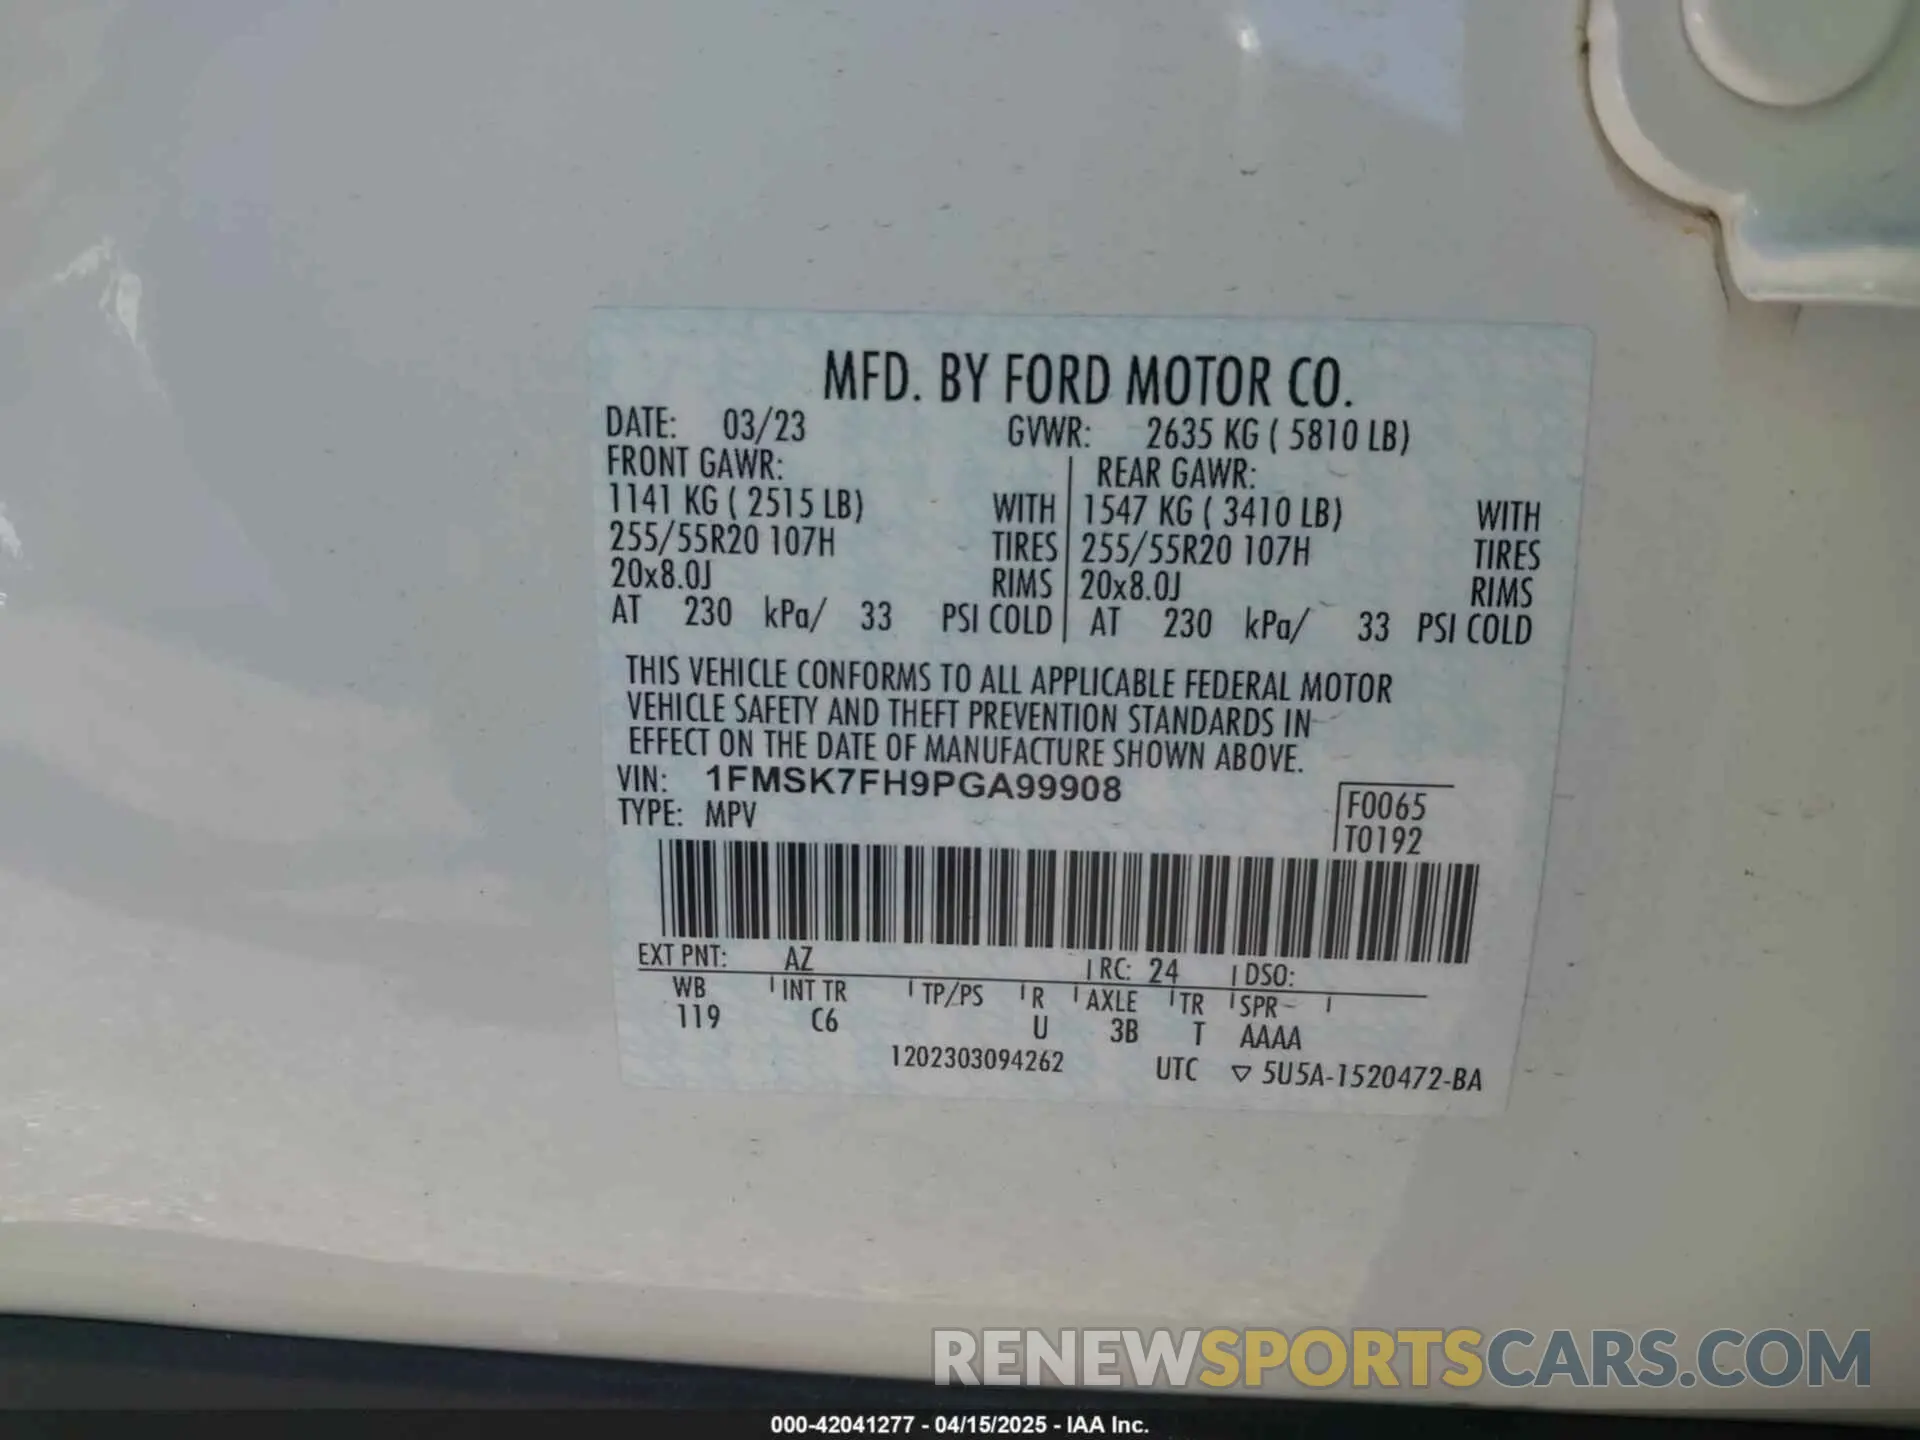 MFD. BY FORD MOTOR CO.
DATE: 03/23 GVWR: 2635 KG ( 5810 LB)
FRONT GAWR: REAR GAWR:
1141 KG ( 2515 LB) WITH 1547 KG ( 3410 LB) WITH
255/55R20 107H TIRES 255/55R20 107H TIRES
20x8.0J RIMS 20x8.0J RIMS
AT 230 kPa/ 33 PSI COLD AT 230 kPa/ 33 PSI COLD
THIS VEHICLE CONFORMS TO ALL APPLICABLE FEDERAL MOTOR
VEHICLE SAFETY AND THEFT PREVENTION STANDARDS IN
EFFECT ON THE DATE OF MANUFACTURE SHOWN ABOVE.
VIN: 1FMSK7FH9PGA99908
TYPE: MPV
F0065
T0192
EXT PNT: AZ RC: 24 DSO:
WB INT TR TP/PS R AXLE TR SPR
119 C6 U 3B T AAAA
1202303094262 UTC ▽ 5U5A-1520472-BA
RENEWSPORTSCARS.COM
000-42041277 - 04/15/2025 - IAA Inc.